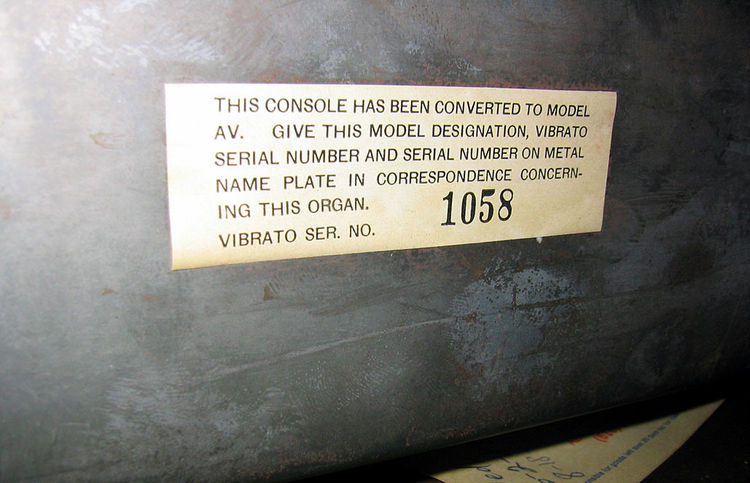 THIS CONSOLE HAS BEEN CONVERTED TO MODEL
AV. GIVE THIS MODEL DESIGNATION, VIBRATO
SERIAL NUMBER AND SERIAL NUMBER ON METAL
NAME PLATE IN CORRESPONDENCE CONCERN-
ING THIS ORGAN.
VIBRATO SER. NO. 1058